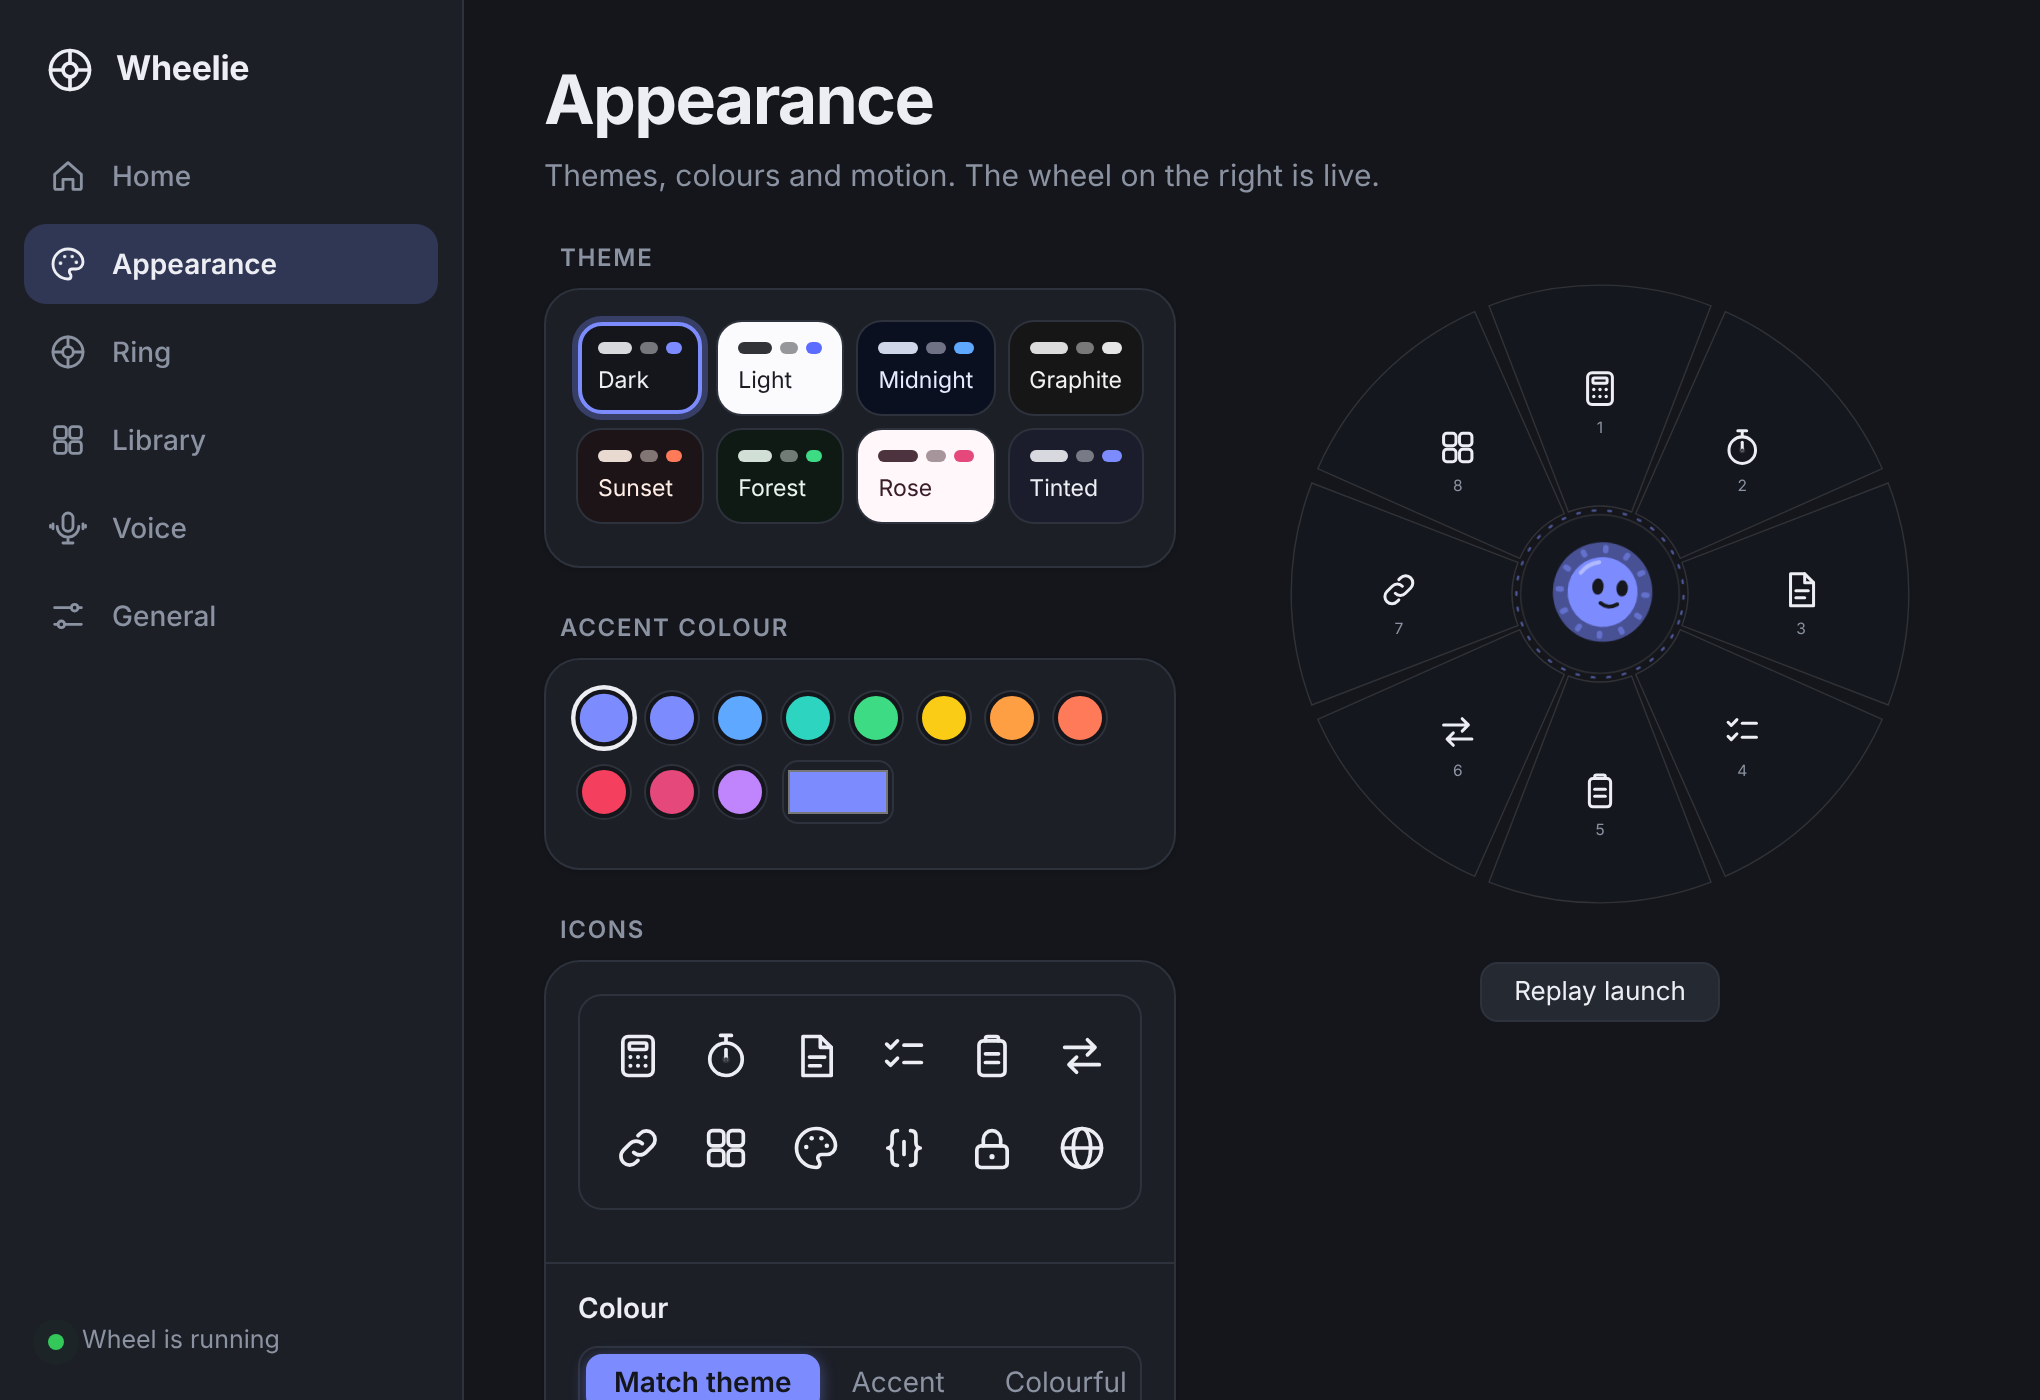 Wheelie
Home
Appearance
Ring
Library
Voice
General
Wheel is running
Appearance
Themes, colours and motion. The wheel on the right is live.
THEME
Dark
Light
Midnight
Graphite
Sunset
Forest
Rose
Tinted
ACCENT COLOUR
ICONS
Colour
Match theme
Accent
Colourful
1
2
3
4
5
6
7
8
Replay launch